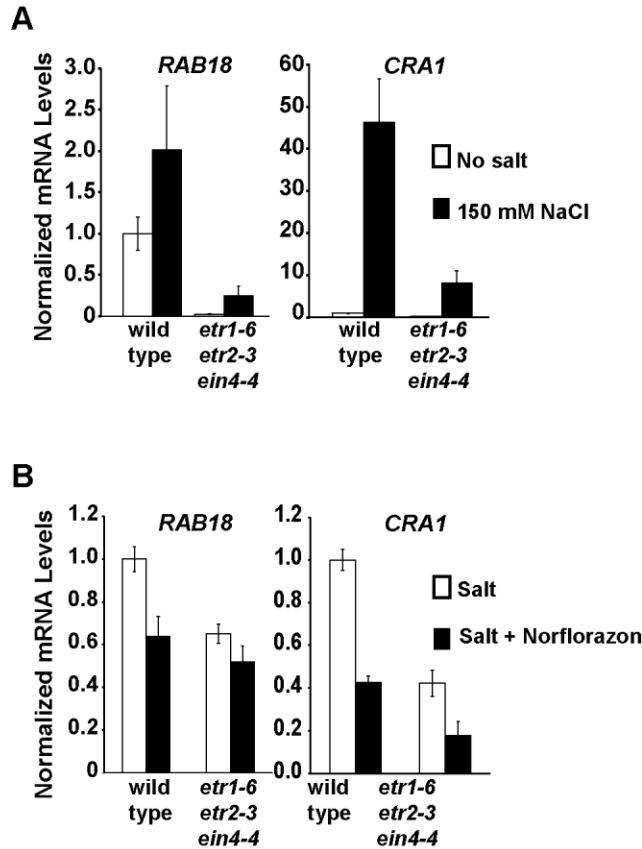 A
RAB18
CRA1
Normalized mRNA Levels
3.0
2.5
2.0
1.5
1.0
0.5
0
60
50
40
30
20
10
0
No salt
150 mM NaCl
wild
type
etr1-6
etr2-3
ein4-4
wild
type
etr1-6
etr2-3
ein4-4
B
RAB18
CRA1
Normalized mRNA Levels
1.2
1.0
0.8
0.6
0.4
0.2
0
1.2
1.0
0.8
0.6
0.4
0.2
0.0
Salt
Salt + Norflorazon
wild
type
etr1-6
etr2-3
ein4-4
wild
type
etr1-6
etr2-3
ein4-4